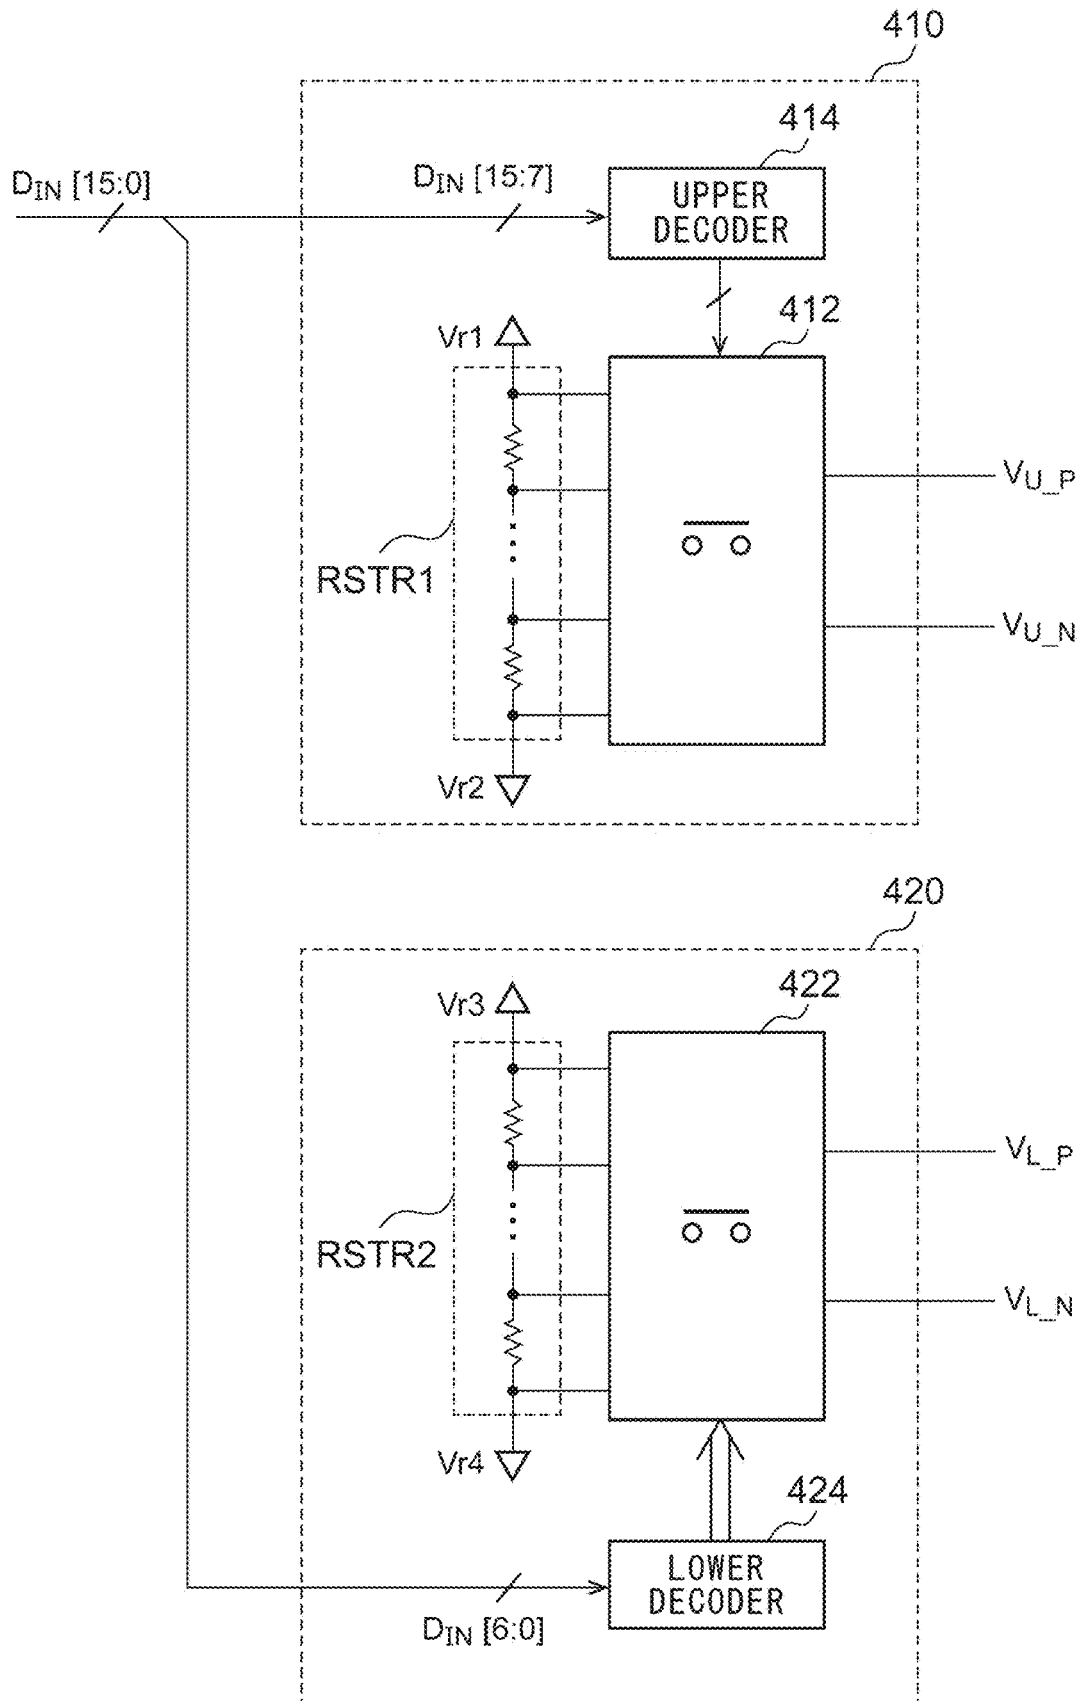 410
414
D_IN [15:0]
D_IN [15:7]
UPPER
DECODER
412
Vr1
V_U_P
RSTR1
V_U_N
Vr2
420
422
Vr3
V_L_P
RSTR2
V_L_N
Vr4
424
LOWER
DECODER
D_IN [6:0]